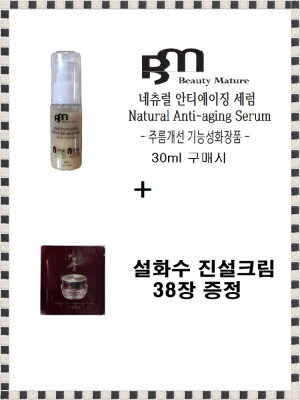 Bm
Beauty Mature
네츄럴 안티에이징 세럼
Natural Anti-aging Serum
- 주름개선 기능성화장품 -
30ml 구매시
+
설화수 진설크림
38장 증정
Bm